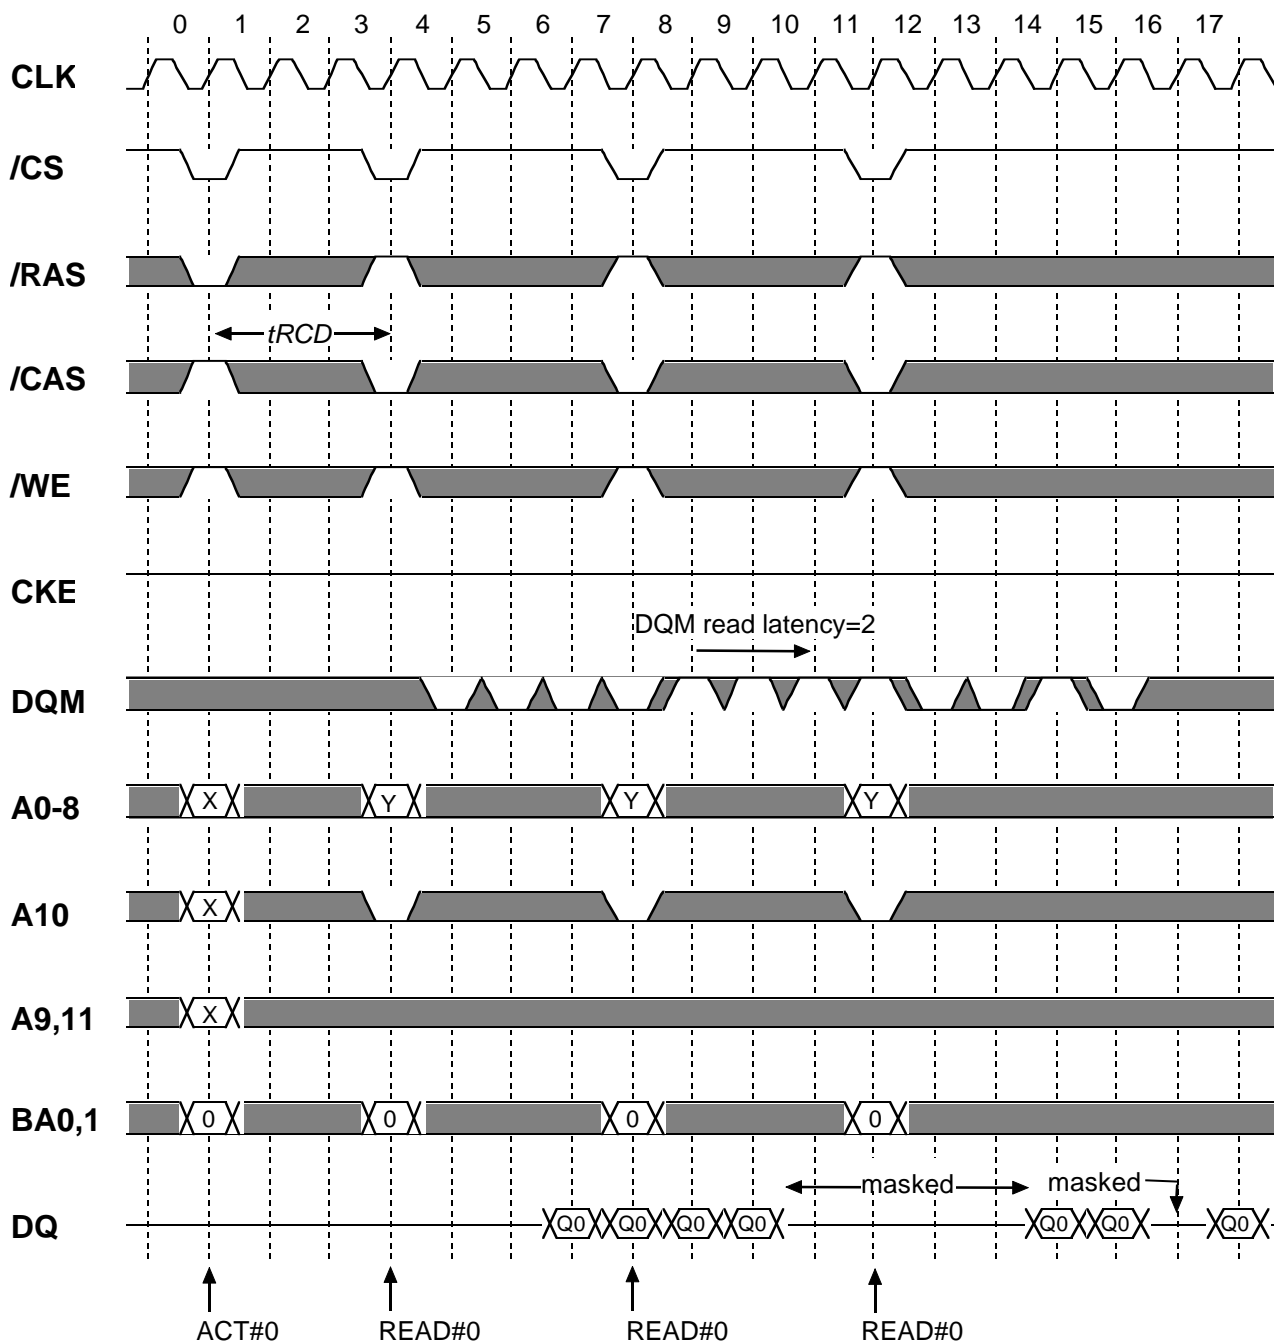 0 1 2 3 4 5 6 7 8 9 10 11 12 13 14 15 16 17
CLK
/CS
/RAS
tRCD
/CAS
/WE
CKE
DQM read latency=2
DQM
A0-8 X Y Y Y
A10 X
A9,11 X
BA0,1 0 0 0 0
masked masked
DQ Q0 Q0 Q0 Q0 Q0 Q0 Q0
ACT#0 READ#0 READ#0 READ#0